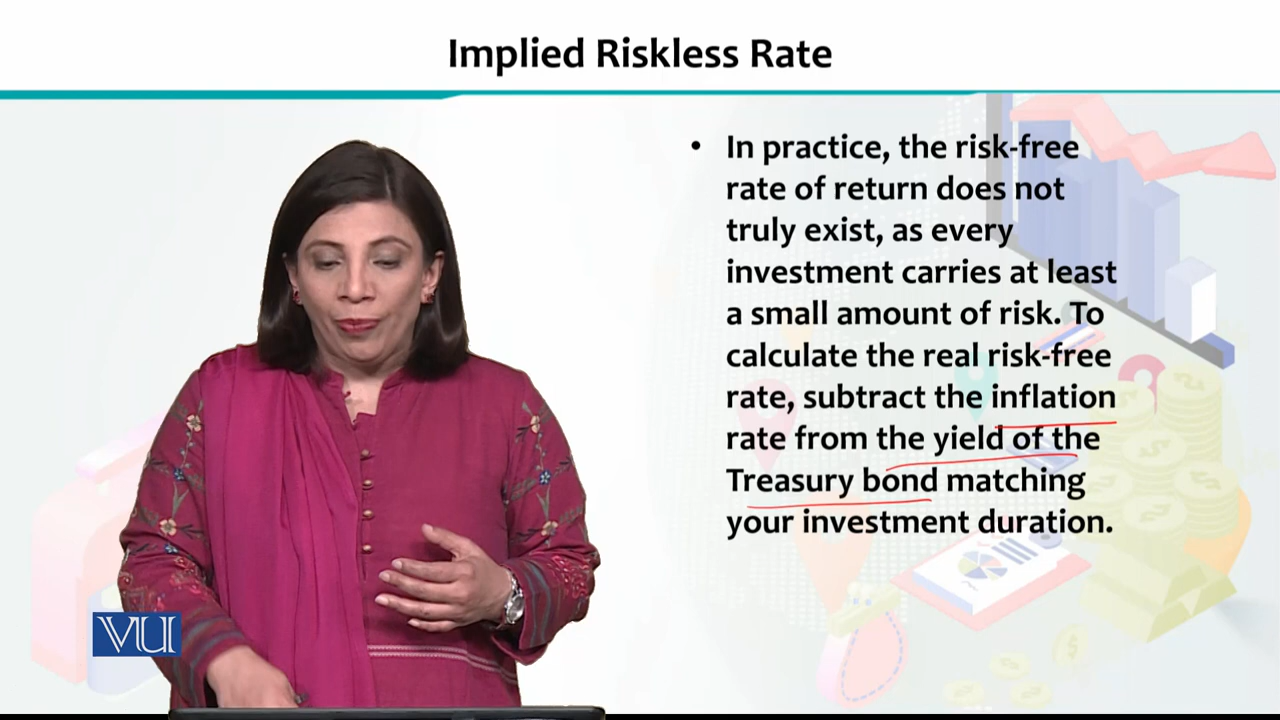 Implied Riskless Rate
• In practice, the risk-free
rate of return does not
truly exist, as every
investment carries at least
a small amount of risk. To
calculate the real risk-free
rate, subtract the inflation
rate from the yield of the
Treasury bond matching
your investment duration.
VU